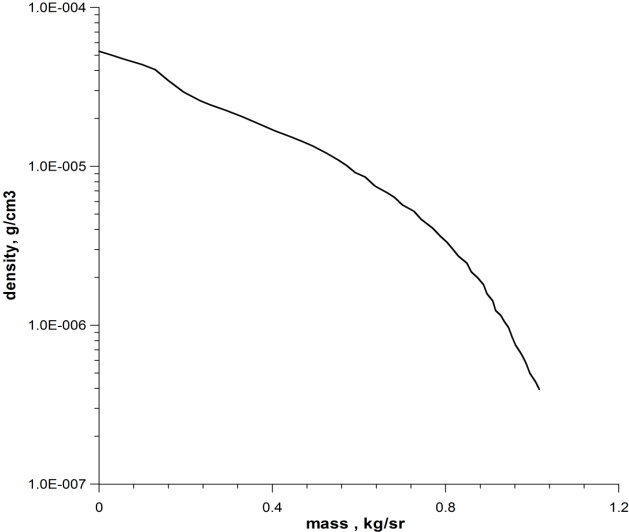 1.0E-004
1.0E-005
1.0E-006
1.0E-007
density, g/cm3
0 0.4 0.8 1.2
mass , kg/sr